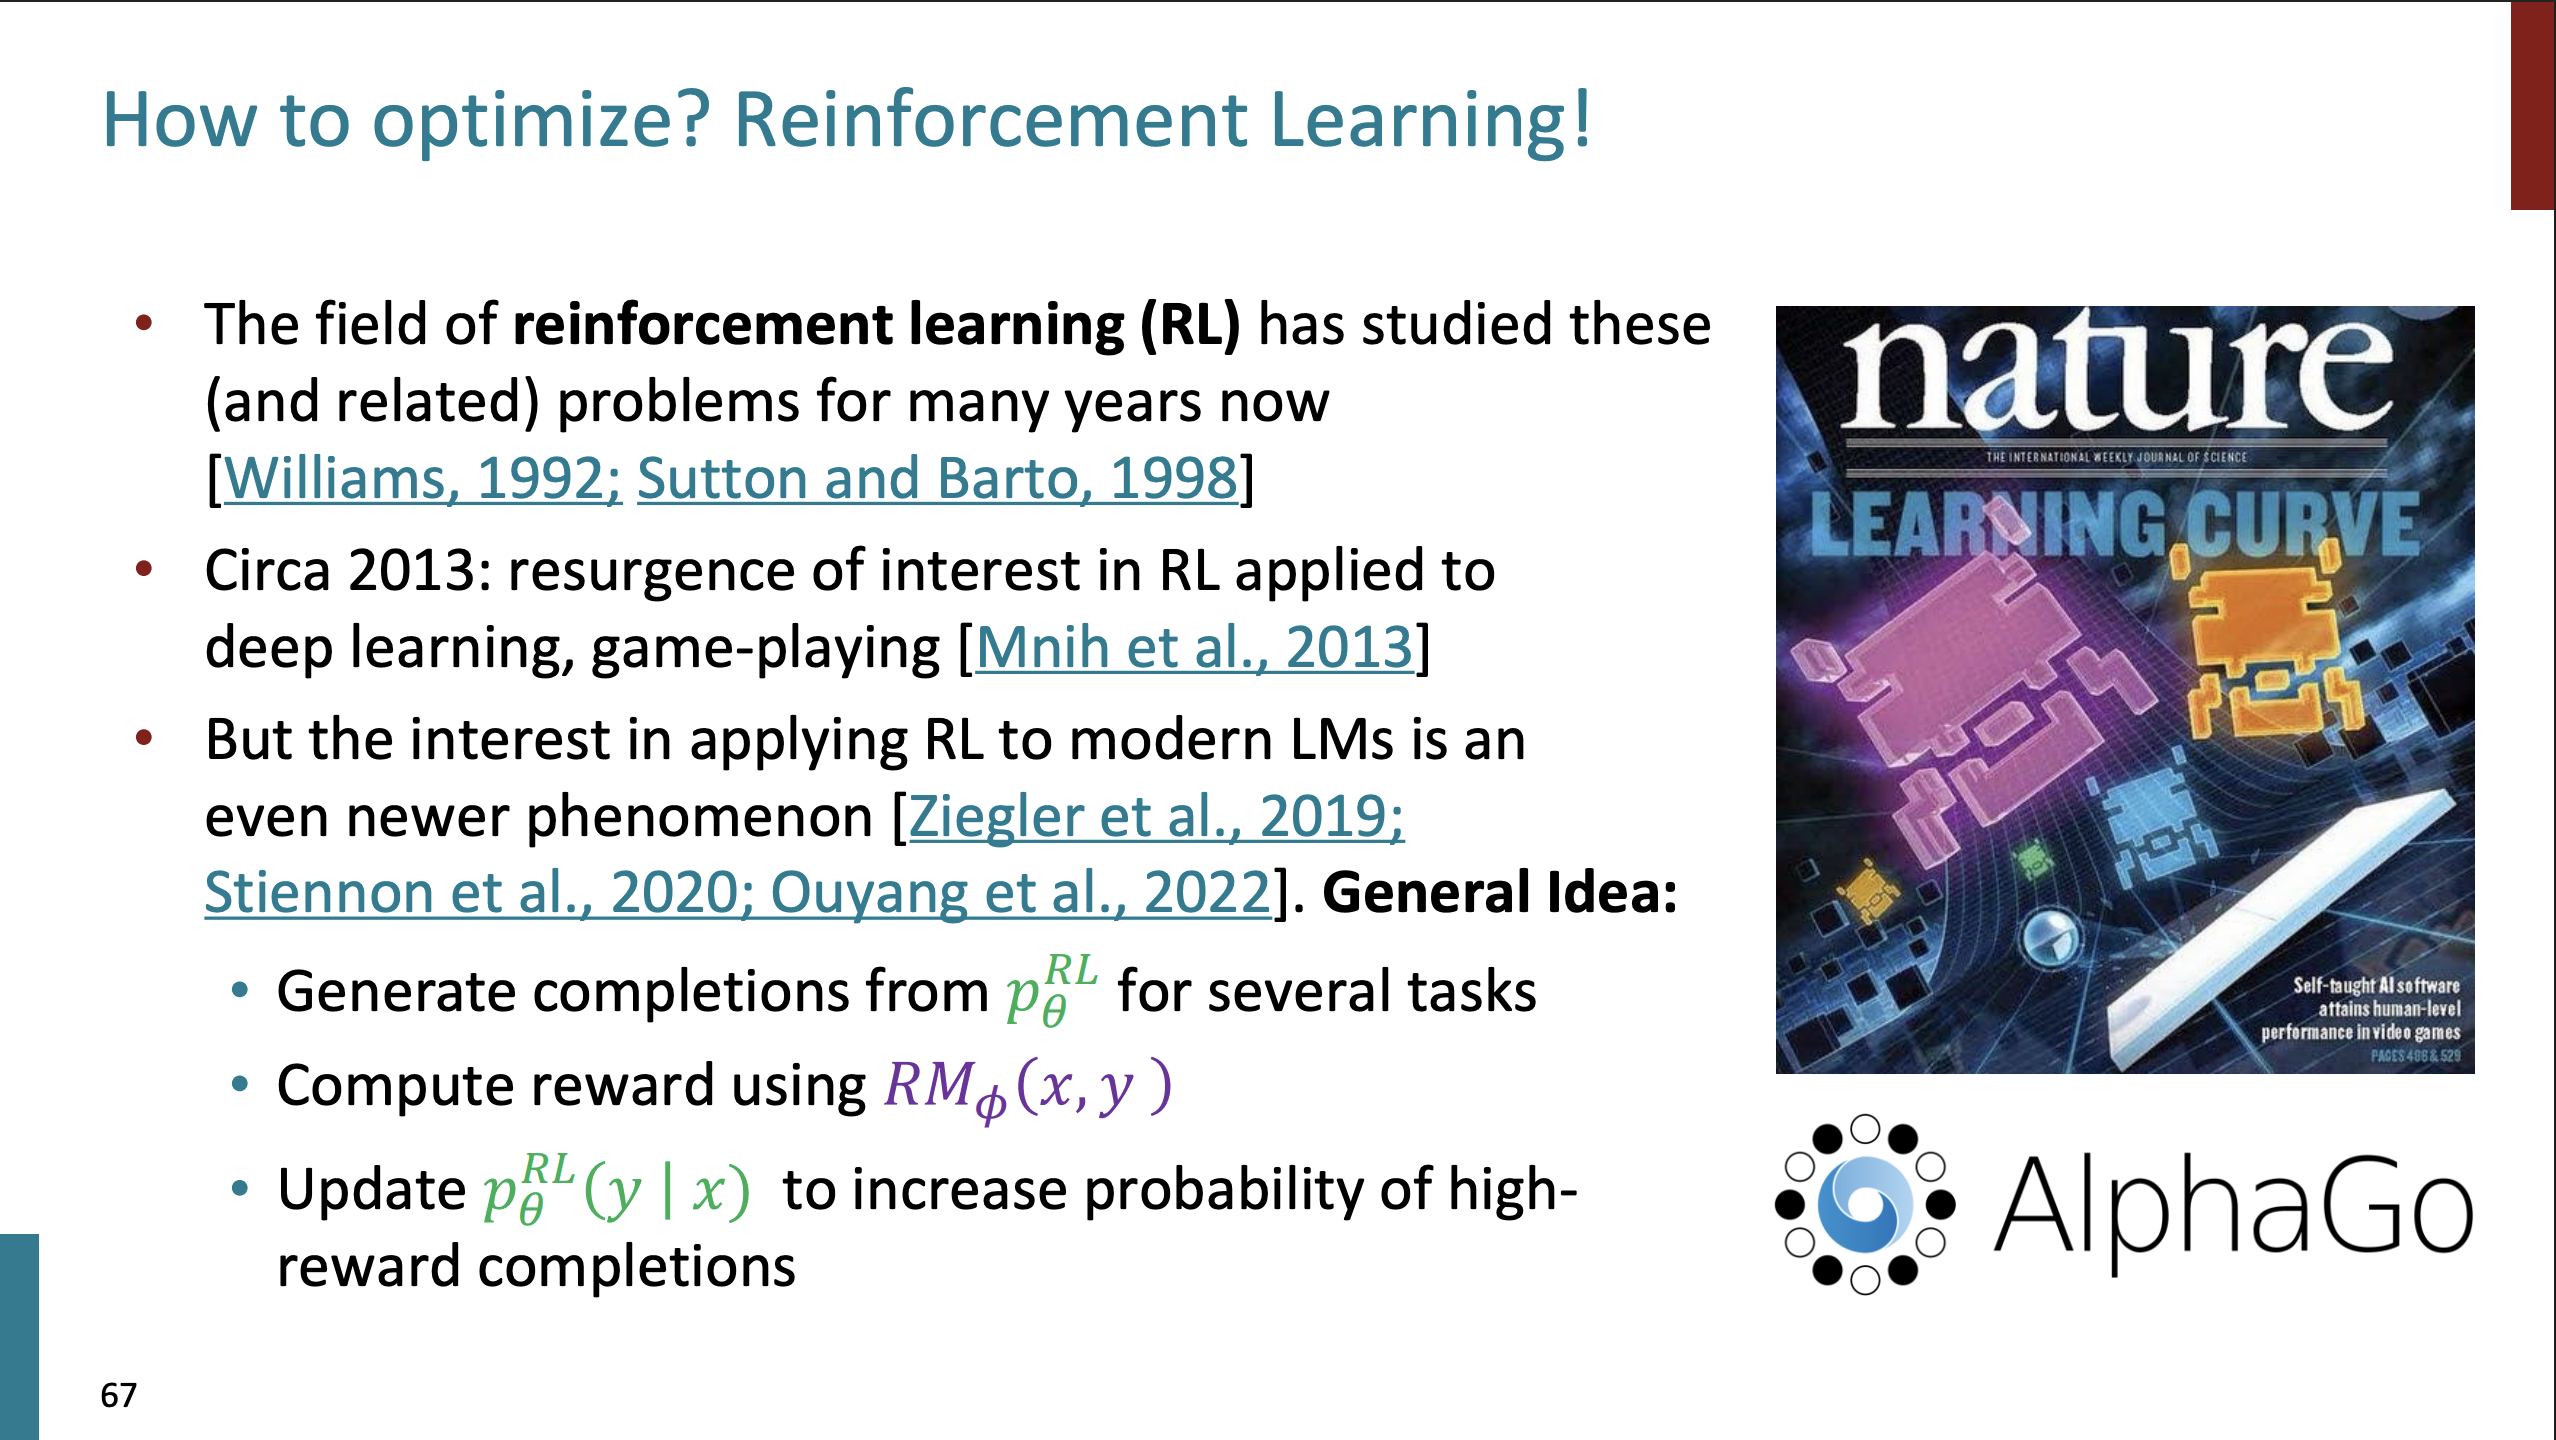 How to optimize? Reinforcement Learning!
• The field of reinforcement learning (RL) has studied these
(and related) problems for many years now
[Williams, 1992; Sutton and Barto, 1998]
• Circa 2013: resurgence of interest in RL applied to
deep learning, game-playing [Mnih et al., 2013]
• But the interest in applying RL to modern LMs is an
even newer phenomenon [Ziegler et al., 2019;
Stiennon et al., 2020; Ouyang et al., 2022]. General Idea:
• Generate completions from $p_\theta^{RL}$ for several tasks
• Compute reward using $RM_\phi(x, y)$
• Update $p_\theta^{RL}(y \mid x)$ to increase probability of high-
reward completions
nature
THE INTERNATIONAL WEEKLY JOURNAL OF SCIENCE
LEARNING CURVE
Self-taught AI software
attains human-level
performance in video games
PAGES 486 & 529
AlphaGo
67